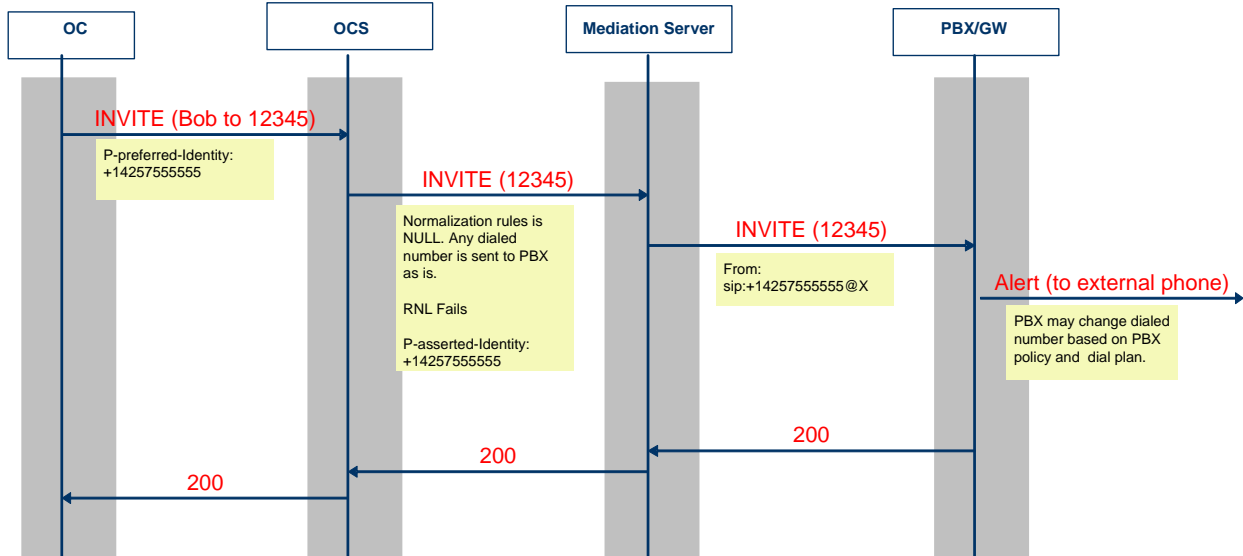 OC
OCS
Mediation Server
PBX/GW
INVITE (Bob to 12345)
P-preferred-Identity:
+14257555555
INVITE (12345)
Normalization rules is
NULL. Any dialed
number is sent to PBX
as is.
RNL Fails
P-asserted-Identity:
+14257555555
INVITE (12345)
From:
sip:+14257555555@X
Alert (to external phone)
PBX may change dialed
number based on PBX
policy and  dial plan.
200
200
200